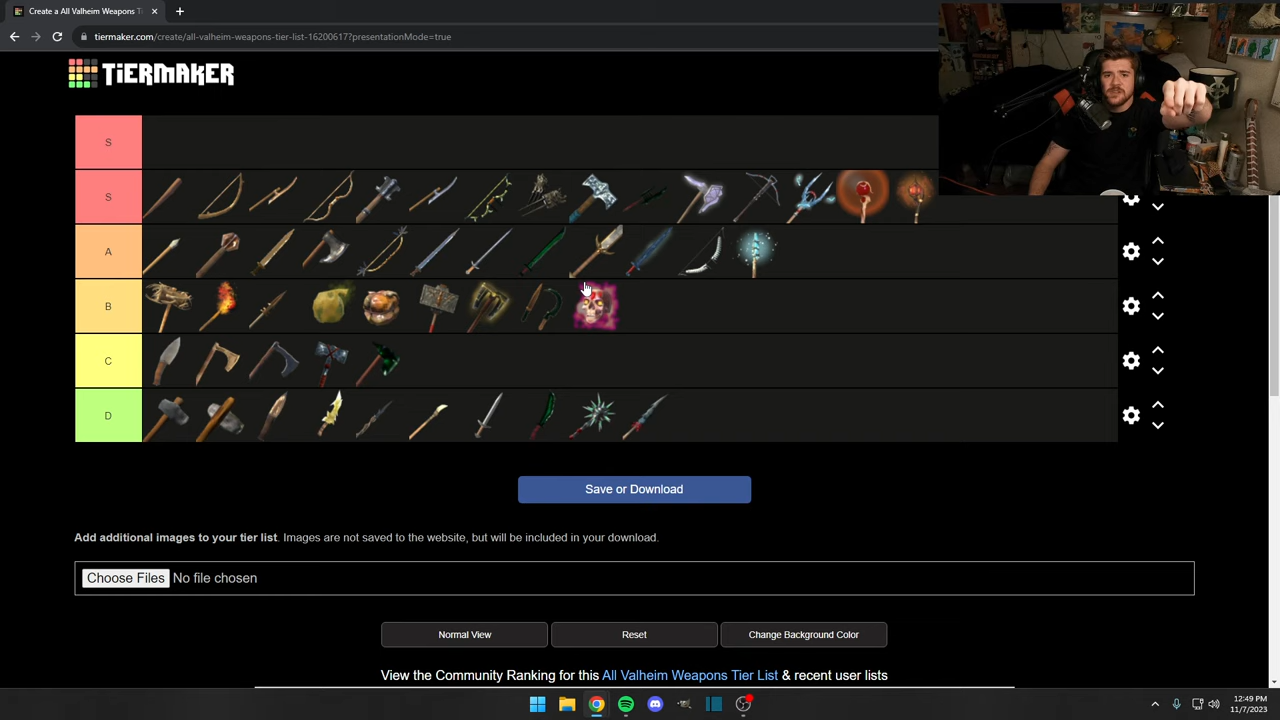 Create a All Valheim Weapons Ti
tiermaker.com/create/all-valheim-weapons-tier-list-16200617?presentationMode=true
TiERMAKER
S
S
A
B
C
D
Save or Download
Add additional images to your tier list. Images are not saved to the website, but will be included in your download.
Choose Files No file chosen
Normal View Reset Change Background Color
View the Community Ranking for this All Valheim Weapons Tier List & recent user lists
12:49 PM
11/7/2023